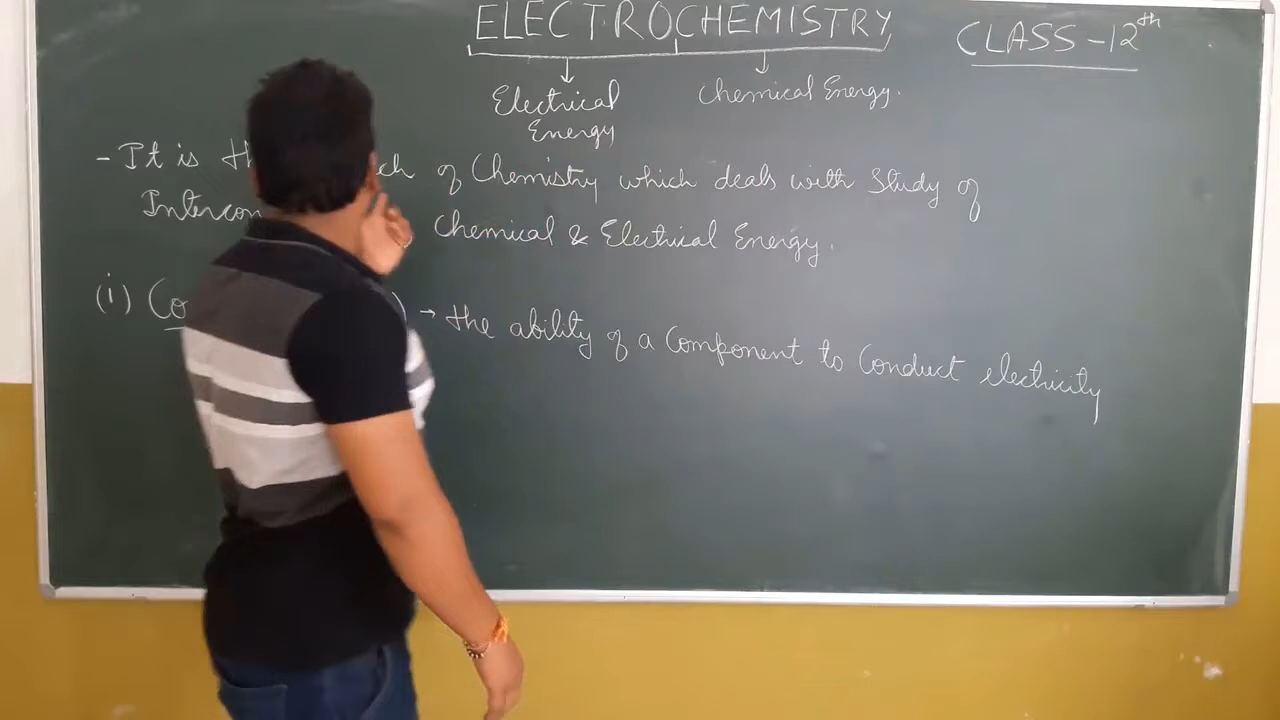 ELECTROCHEMISTRY
CLASS-12th
Electrical Energy
Chemical Energy.
- It is of Chemistry which deals with Study of
Chemical & Electrical Energy.
(i) → the ability of a Component to Conduct electricity